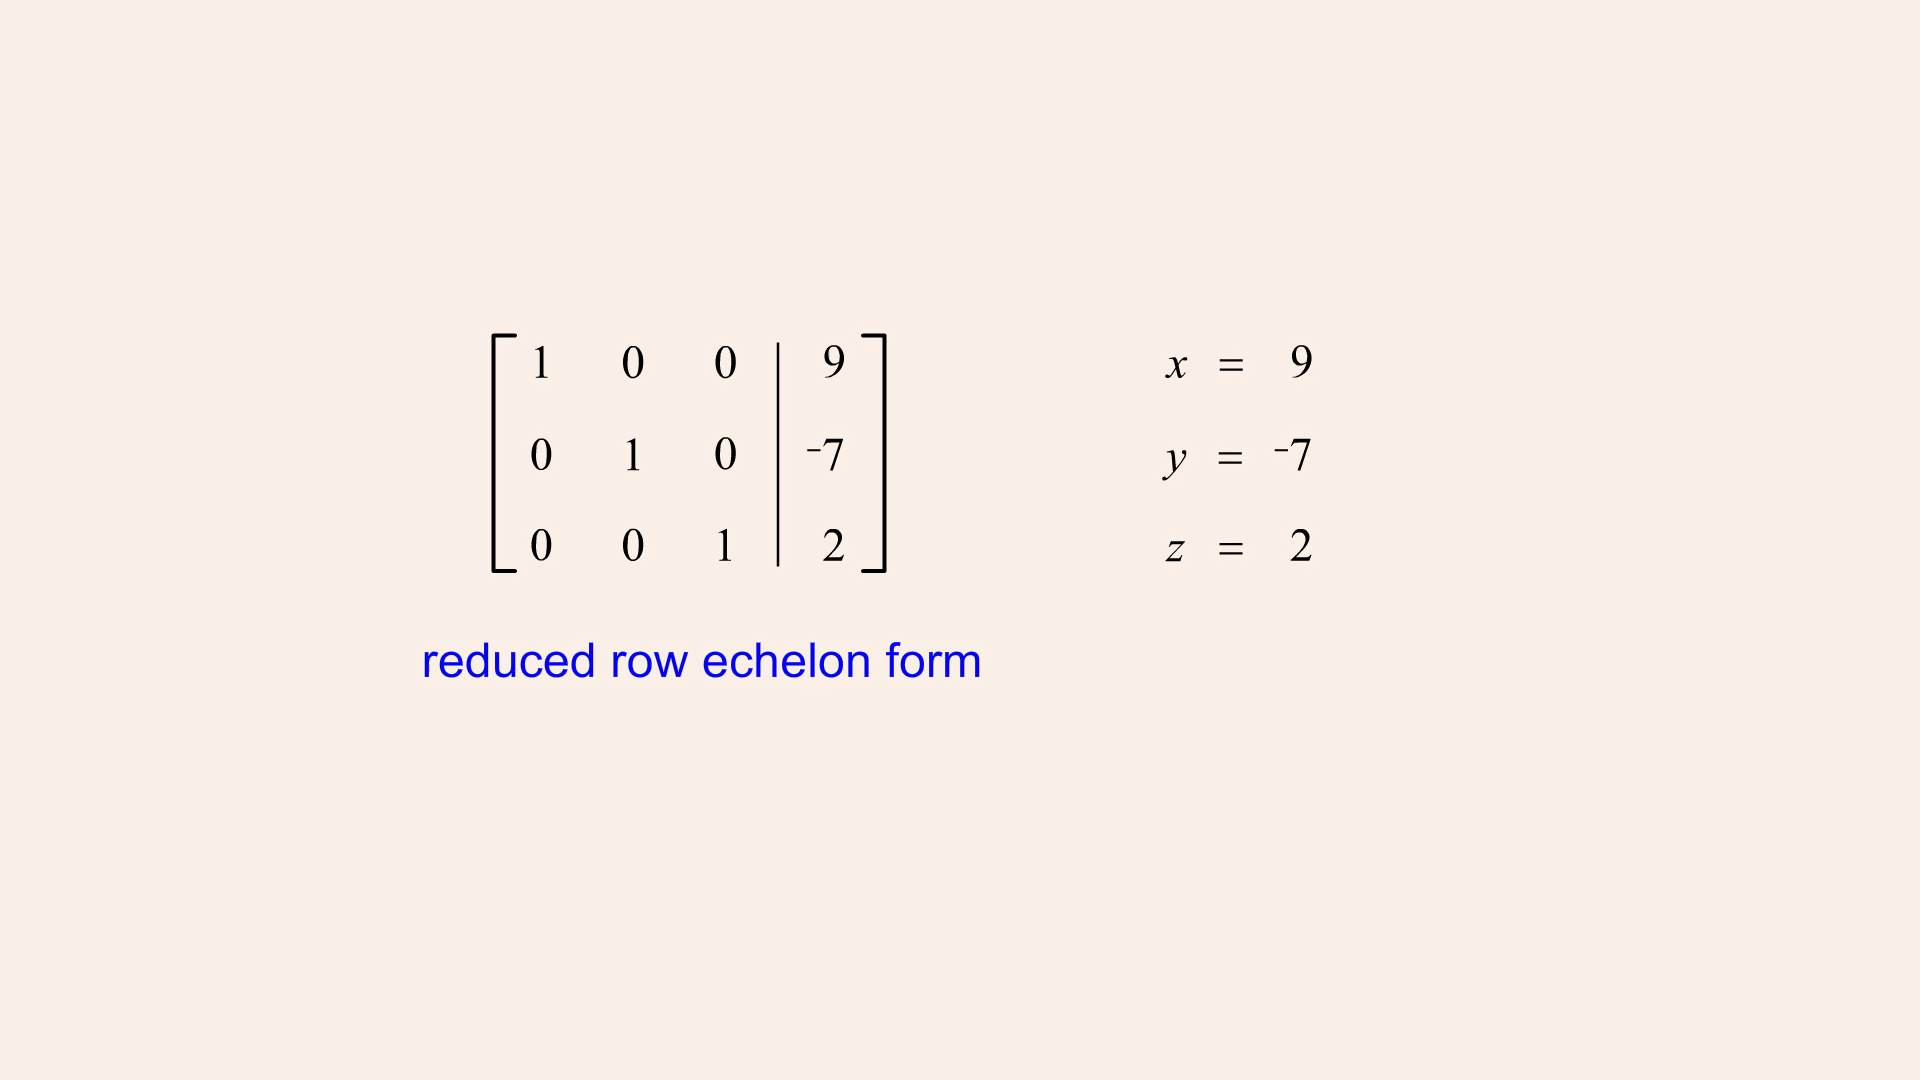 1 0 0 | 9 x = 9
0 1 0 | ⁻7 y = ⁻7
0 0 1 | 2 z = 2
reduced row echelon form